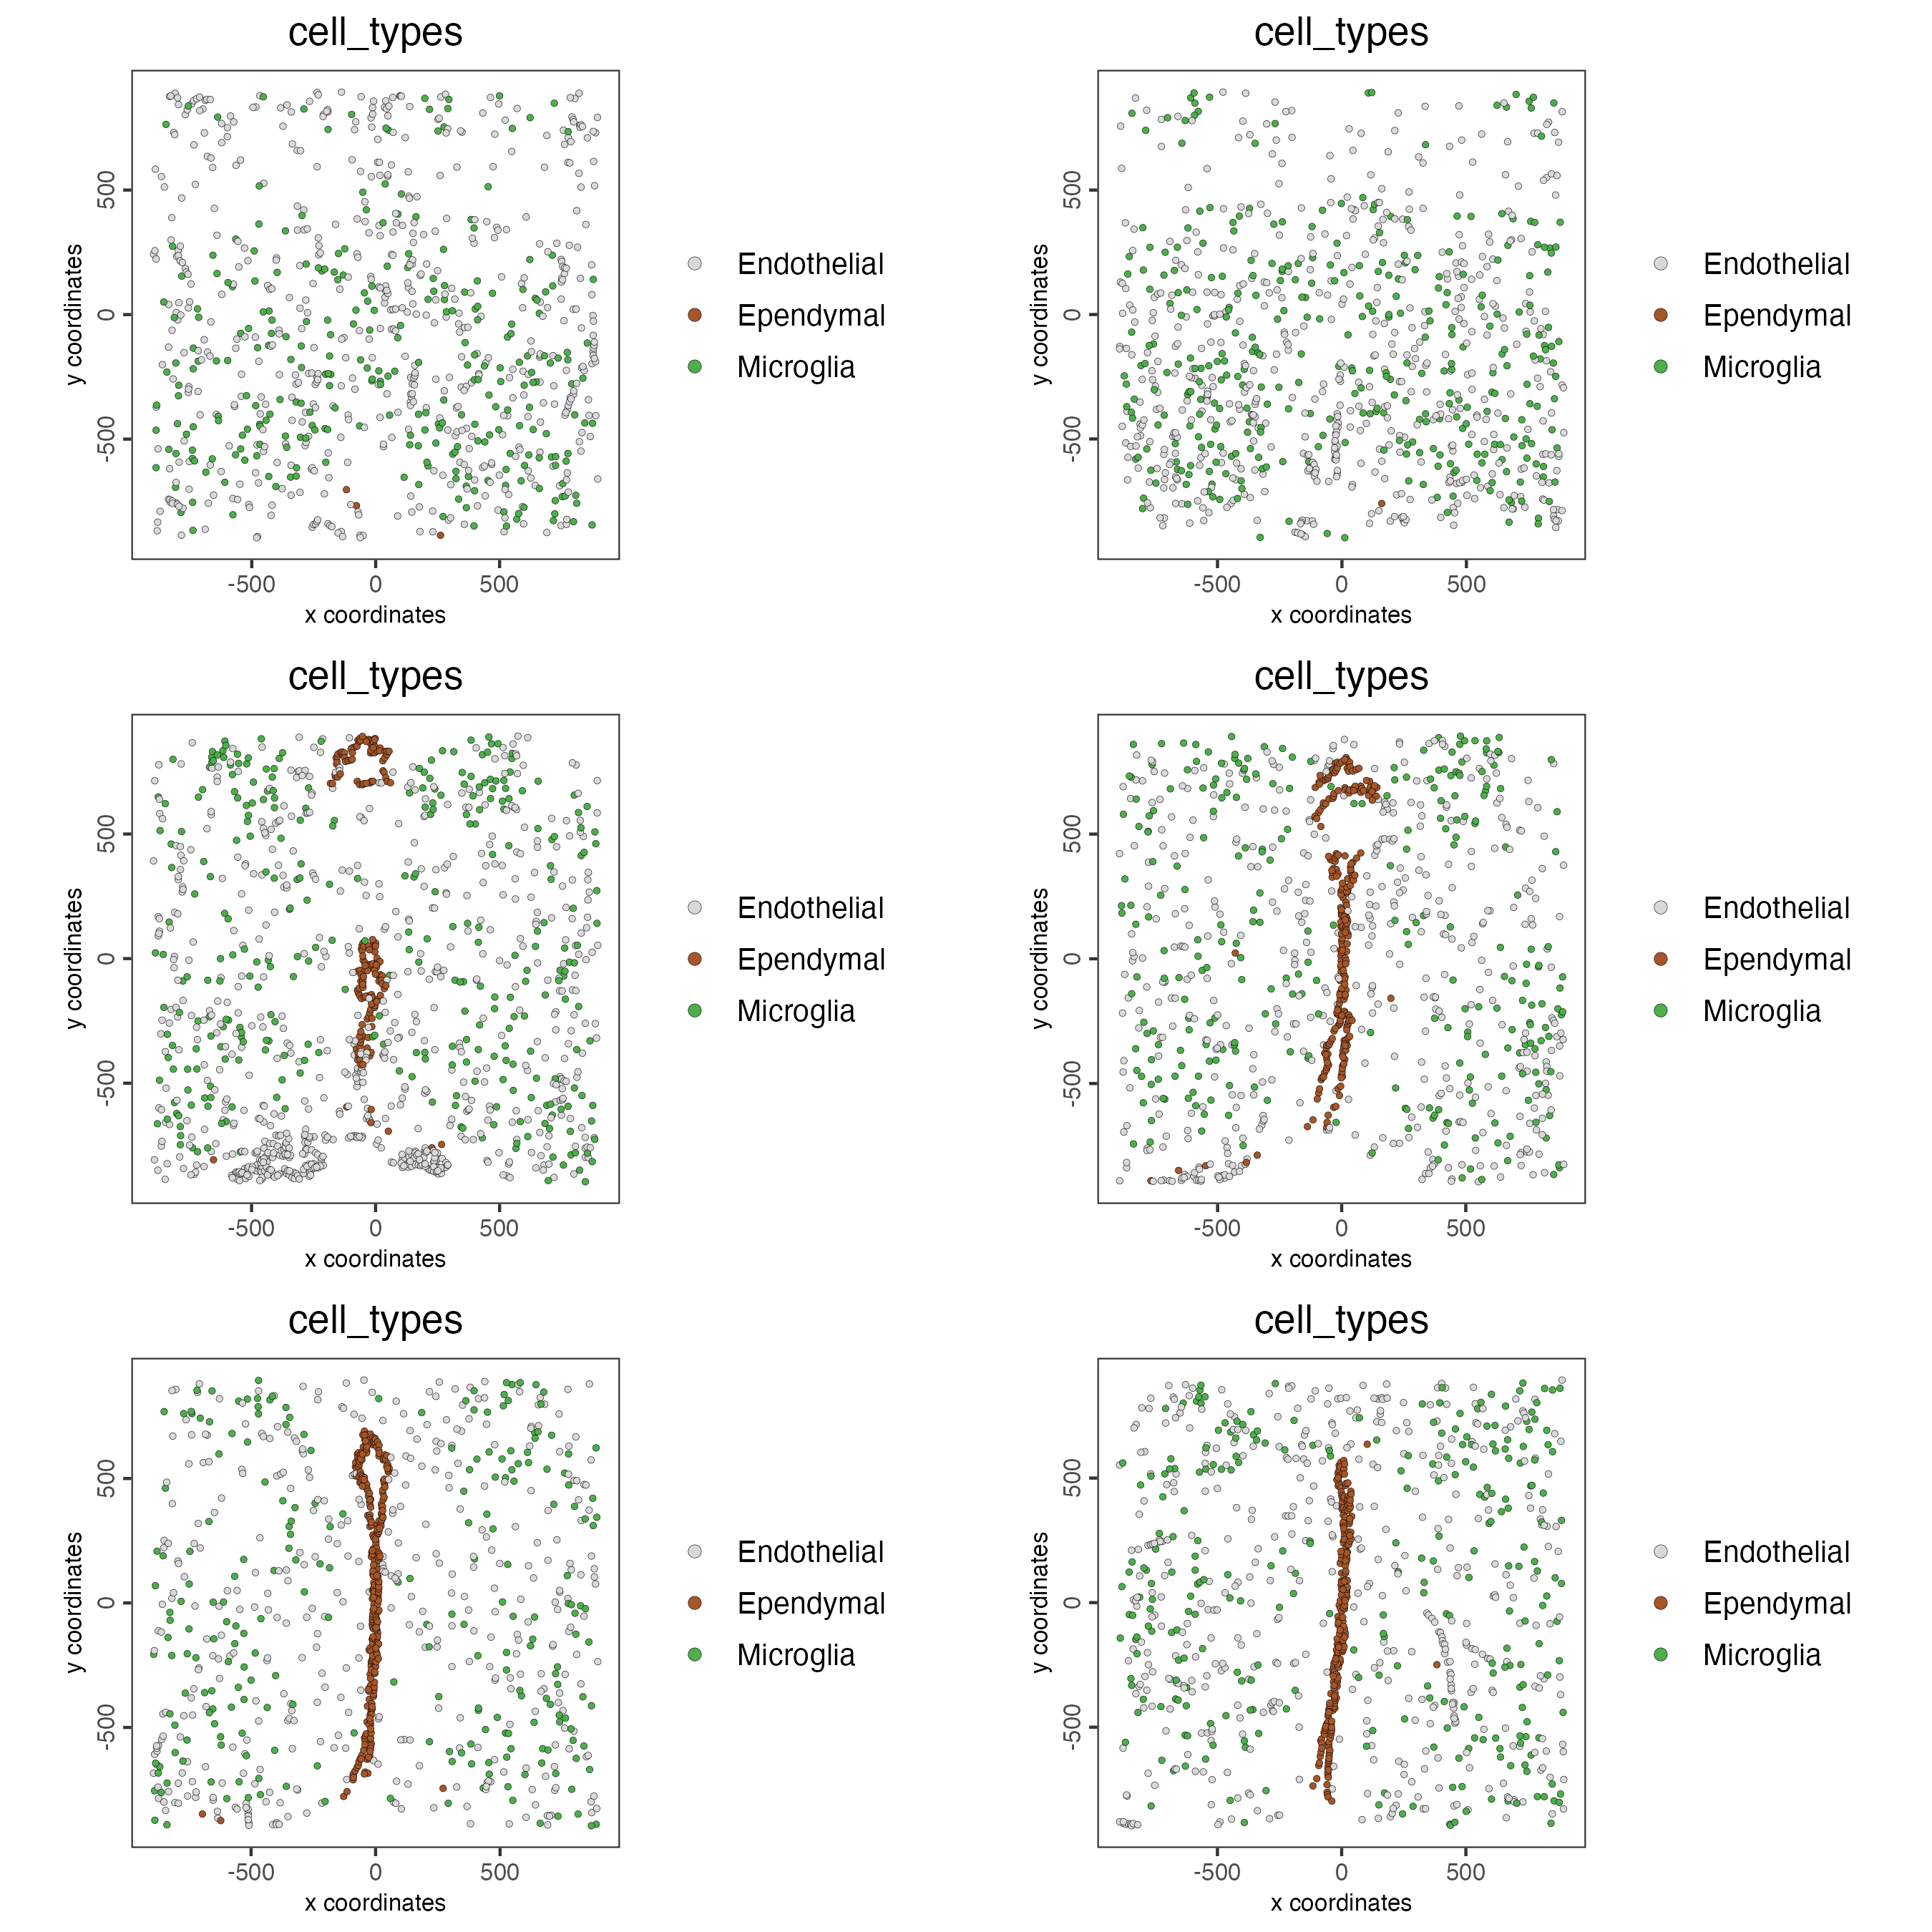 cell_types
y coordinates
500
0
-500
-500
0
500
x coordinates
Endothelial
Ependymal
Microglia
cell_types
y coordinates
500
0
-500
-500
0
500
x coordinates
Endothelial
Ependymal
Microglia
cell_types
y coordinates
500
0
-500
-500
0
500
x coordinates
Endothelial
Ependymal
Microglia
cell_types
y coordinates
500
0
-500
-500
0
500
x coordinates
Endothelial
Ependymal
Microglia
cell_types
y coordinates
500
0
-500
-500
0
500
x coordinates
Endothelial
Ependymal
Microglia
cell_types
y coordinates
500
0
-500
-500
0
500
x coordinates
Endothelial
Ependymal
Microglia